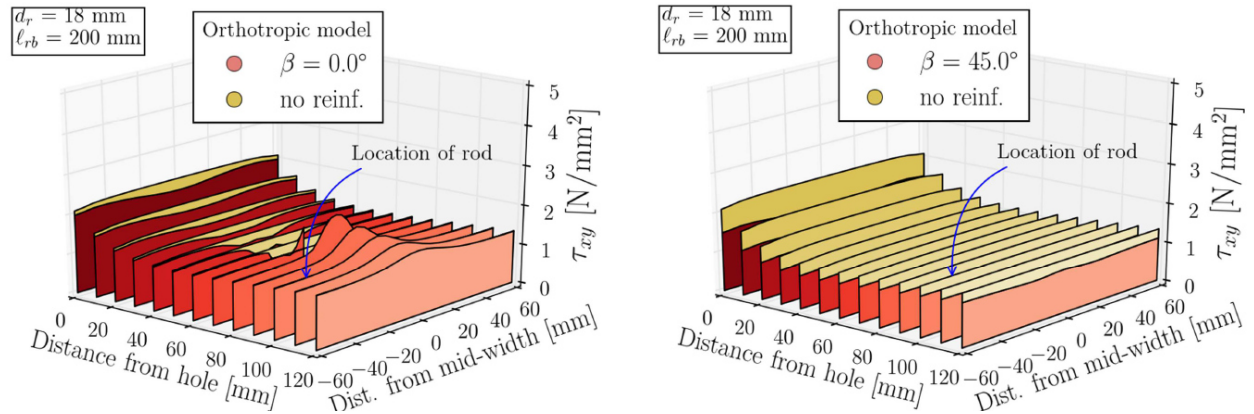 d_r = 18 mm
ℓ_rb = 200 mm
Orthotropic model
β = 0.0°
no reinf.
Location of rod
5
4
3
2
1
0
τ_xy [N/mm²]
0
20
40
60
80
100
120
Distance from hole [mm]
−60
−40
−20
0
20
40
60
Dist. from mid-width [mm]
d_r = 18 mm
ℓ_rb = 200 mm
Orthotropic model
β = 45.0°
no reinf.
Location of rod
5
4
3
2
1
0
τ_xy [N/mm²]
0
20
40
60
80
100
120
Distance from hole [mm]
−60
−40
−20
0
20
40
60
Dist. from mid-width [mm]